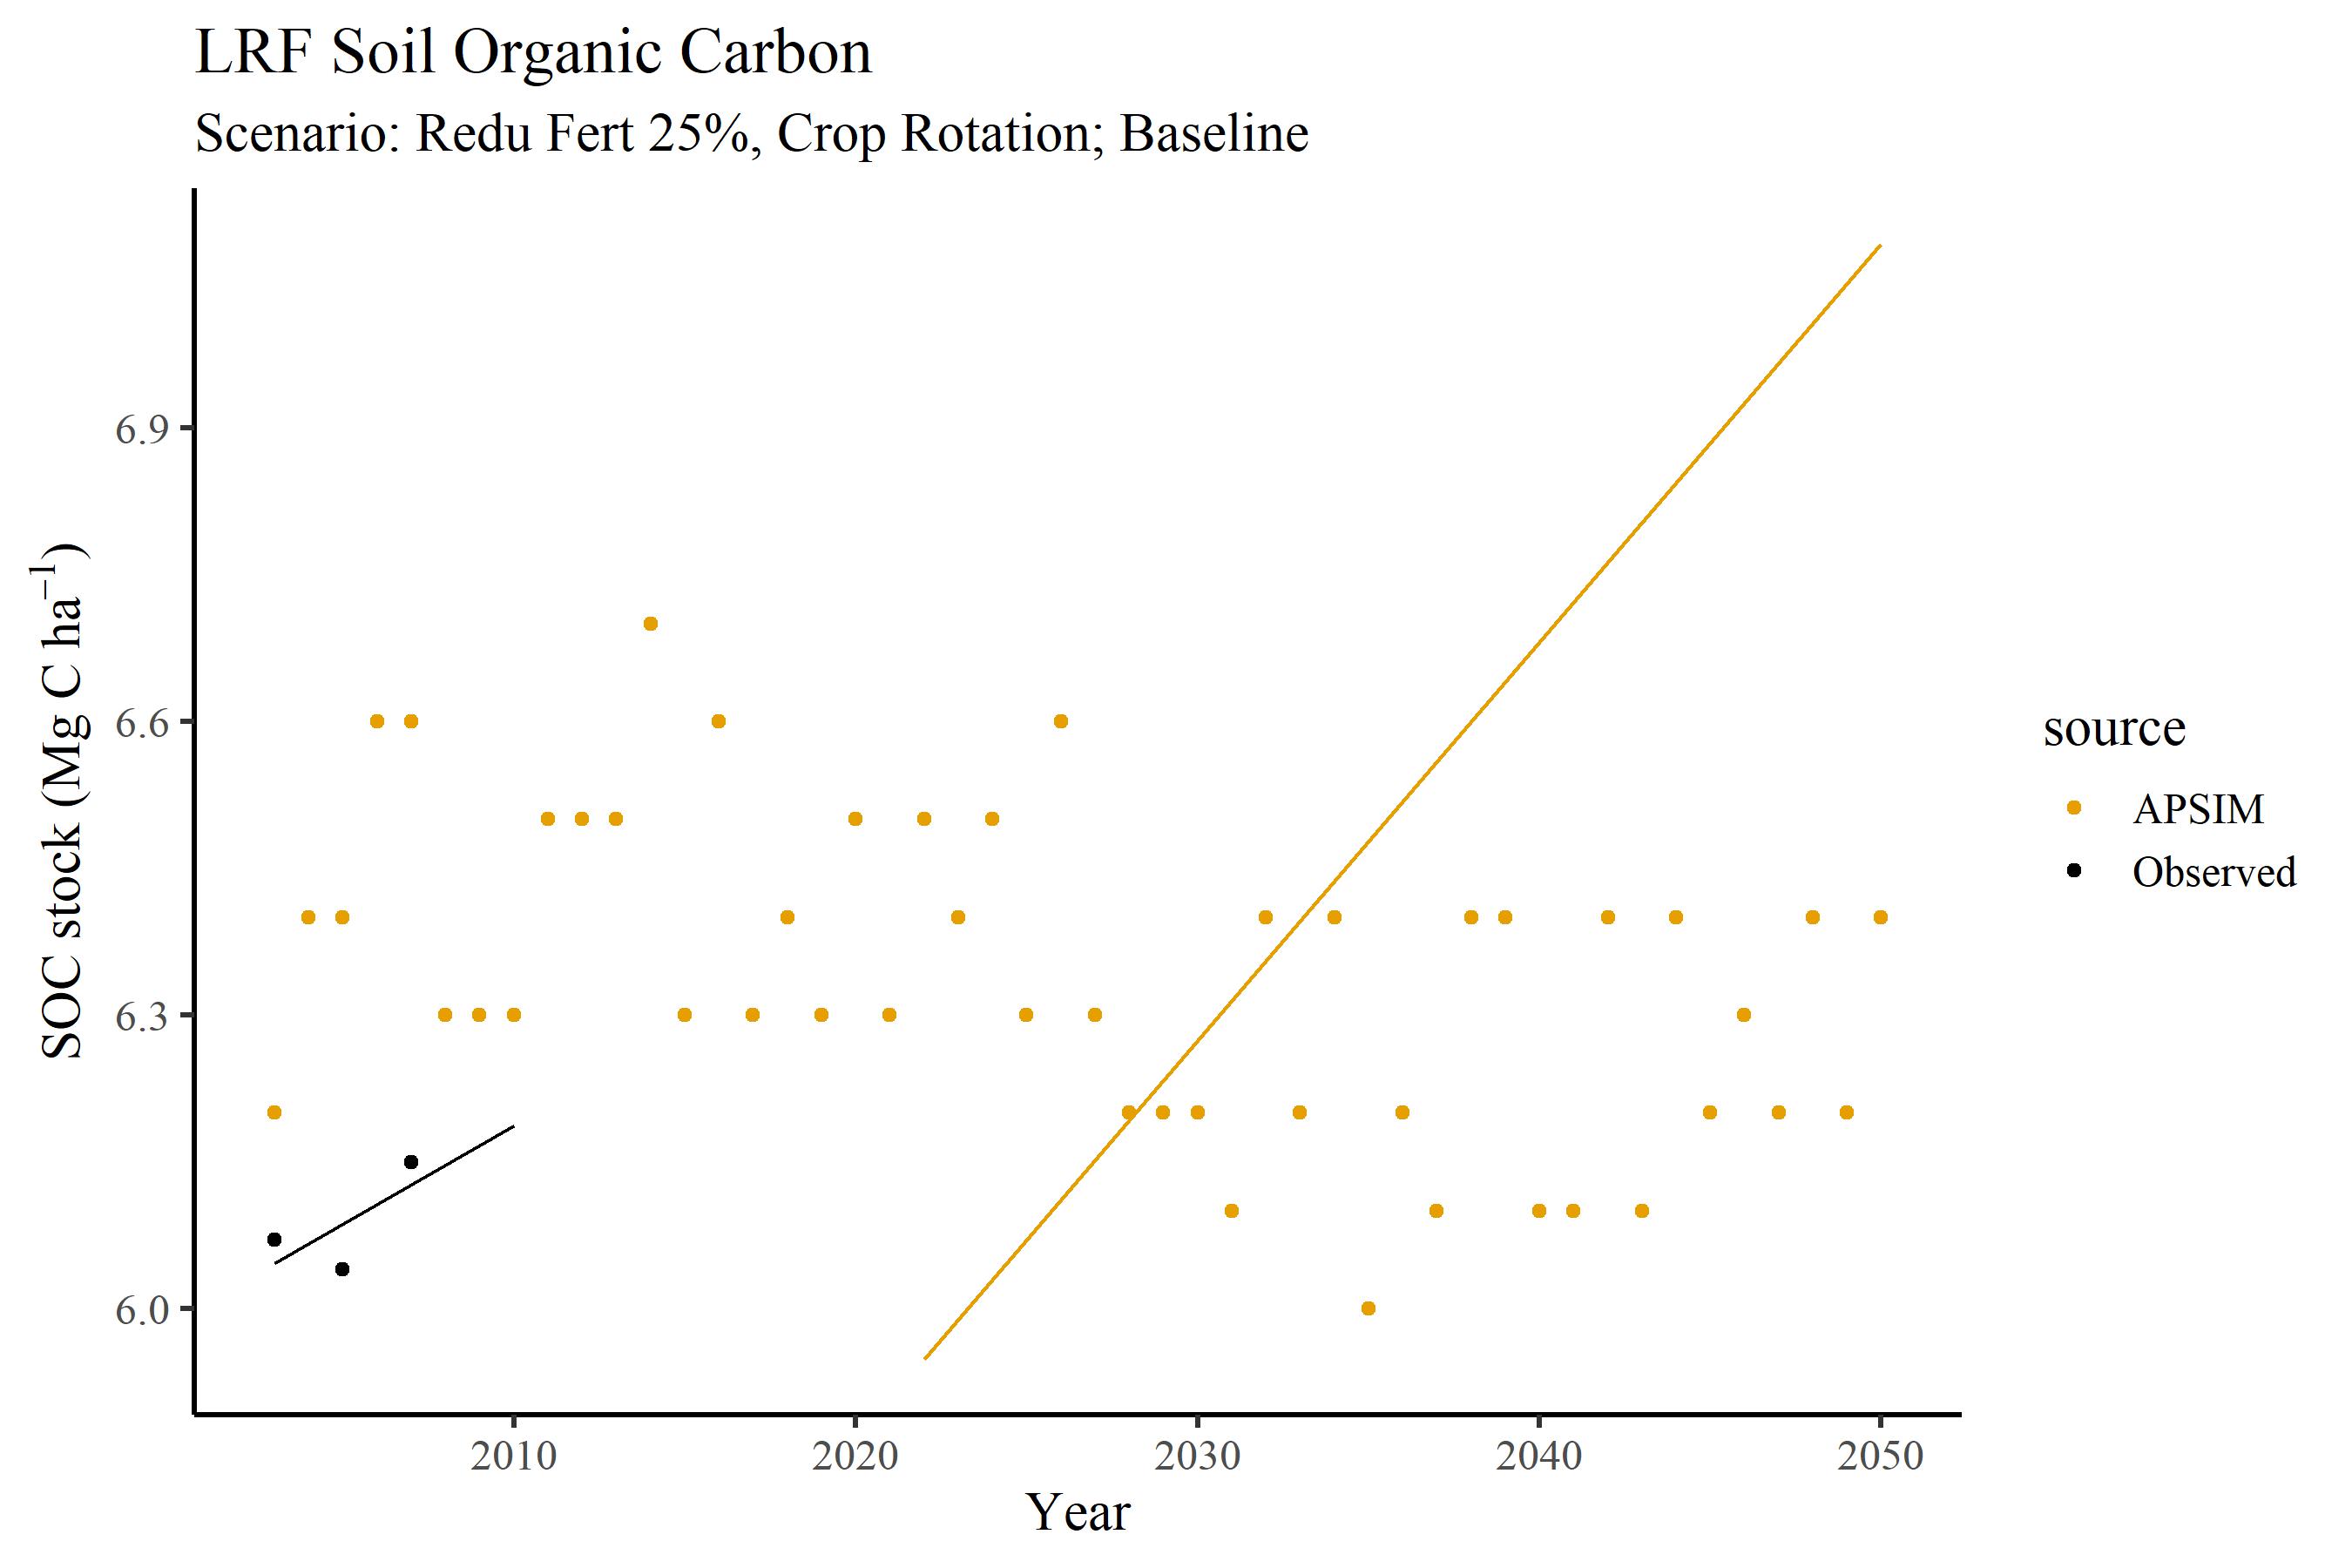 LRF Soil Organic Carbon
Scenario: Redu Fert 25%, Crop Rotation; Baseline
SOC stock (Mg C ha⁻¹)
6.9
6.6
6.3
6.0
2010 2020 2030 2040 2050
Year
source
APSIM
Observed